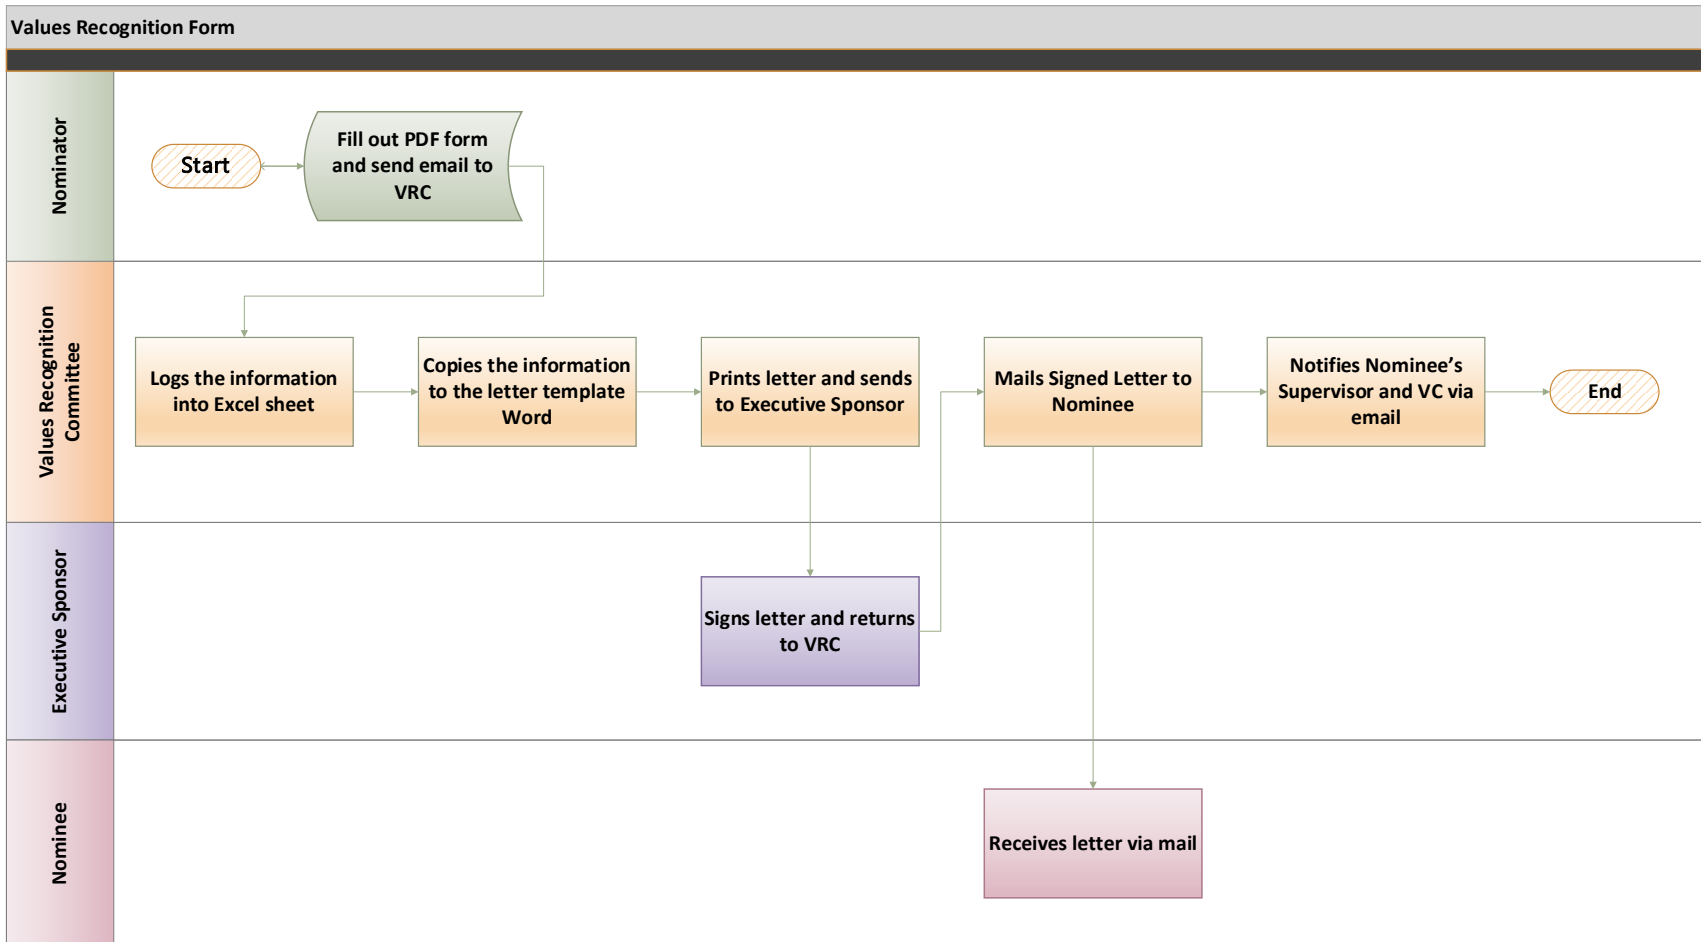 Values Recognition Form
Nominator
Start
Fill out PDF form
and send email to
VRC
Values Recognition
Committee
Logs the information
into Excel sheet
Copies the information
to the letter template
Word
Prints letter and sends
to Executive Sponsor
Mails Signed Letter to
Nominee
Notifies Nominee’s
Supervisor and VC via
email
End
Executive Sponsor
Signs letter and returns
to VRC
Nominee
Receives letter via mail